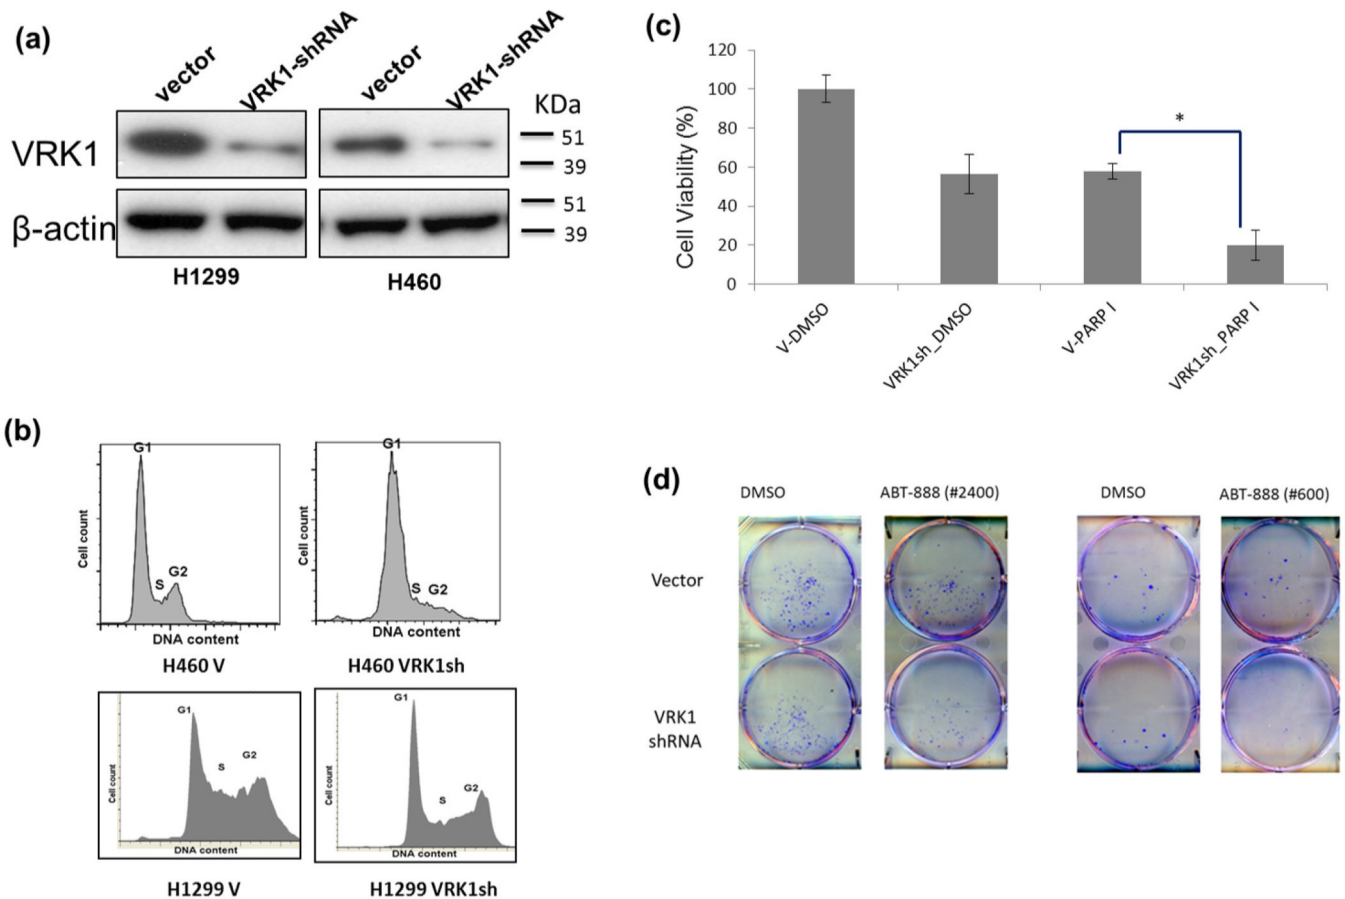 (a)
vector
VRK1-shRNA
vector
VRK1-shRNA
KDa
VRK1
51
39
β-actin
51
39
H1299
H460
(b)
G1
S
G2
Cell count
DNA content
H460 V
G1
S
G2
Cell count
DNA content
H460 VRK1sh
G1
S
G2
Cell count
DNA content
H1299 V
G1
S
G2
Cell count
DNA content
H1299 VRK1sh
(c)
Cell Viability (%)
120
100
80
60
40
20
0
*
V-DMSO
VRK1sh_DMSO
V-PARP I
VRK1sh_PARP I
(d)
DMSO
ABT-888 (#2400)
DMSO
ABT-888 (#600)
Vector
VRK1
shRNA